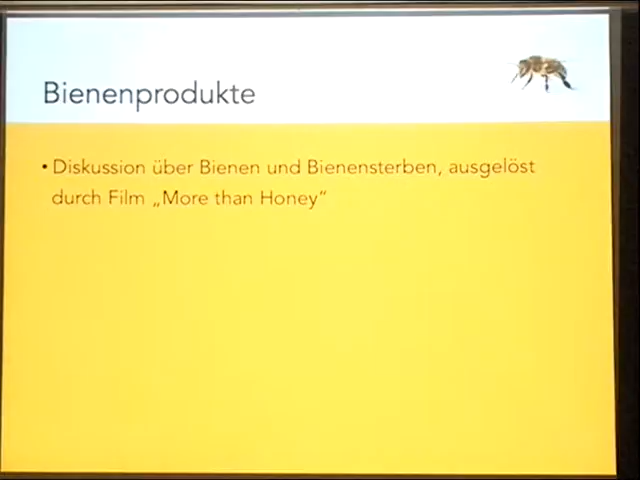 Bienenprodukte
• Diskussion über Bienen und Bienensterben, ausgelöst
durch Film „More than Honey“